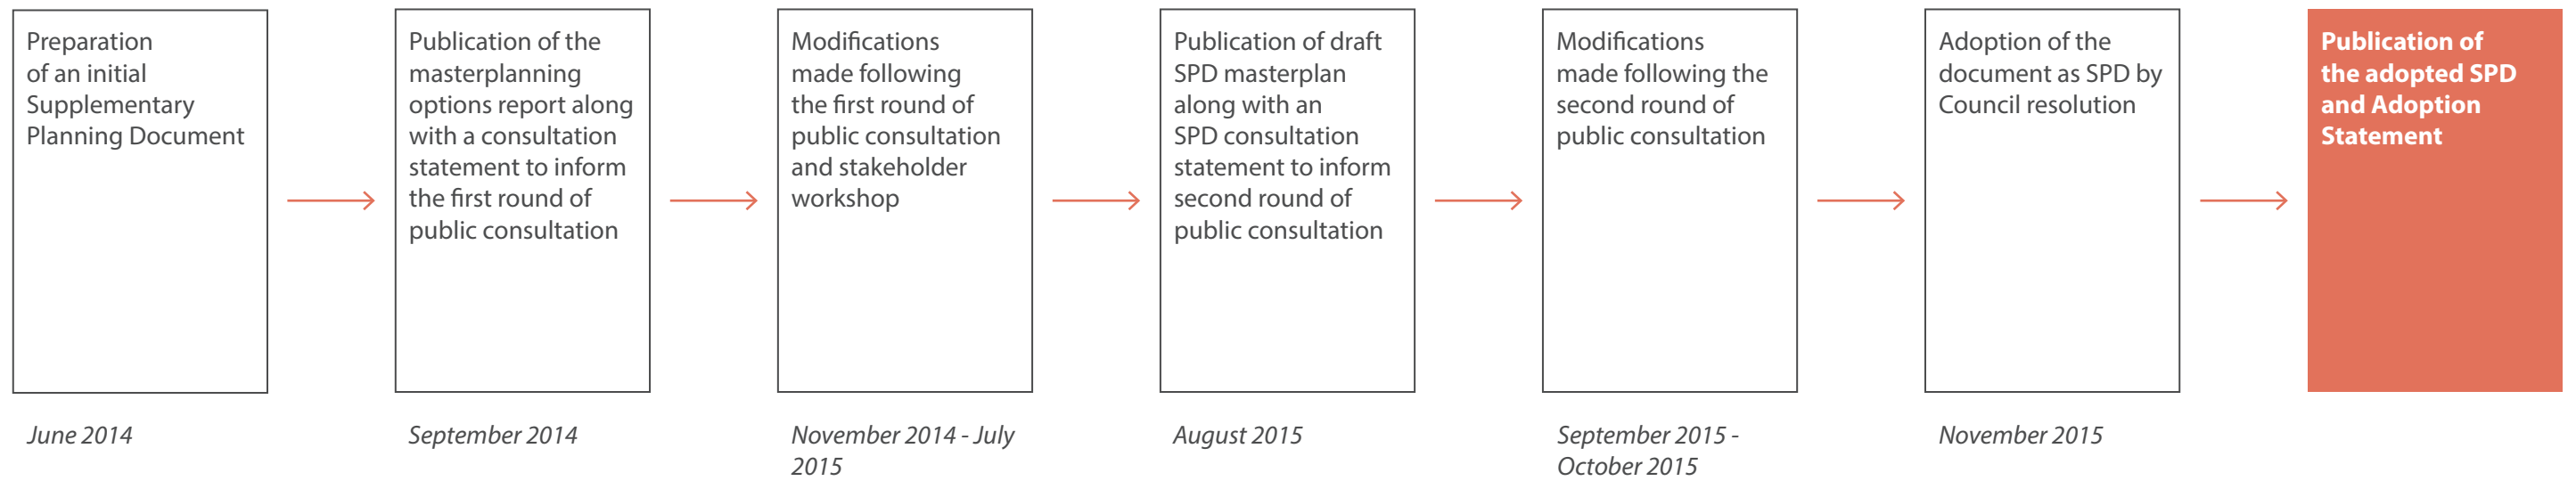 Preparation
of an initial
Supplementary
Planning Document
June 2014
Publication of the
masterplanning
options report along
with a consultation
statement to inform
the first round of
public consultation
September 2014
Modifications
made following
the first round of
public consultation
and stakeholder
workshop
November 2014 - July
2015
Publication of draft
SPD masterplan
along with an
SPD consultation
statement to inform
second round of
public consultation
August 2015
Modifications
made following the
second round of
public consultation
September 2015 -
October 2015
Adoption of the
document as SPD by
Council resolution
November 2015
Publication of
the adopted SPD
and Adoption
Statement